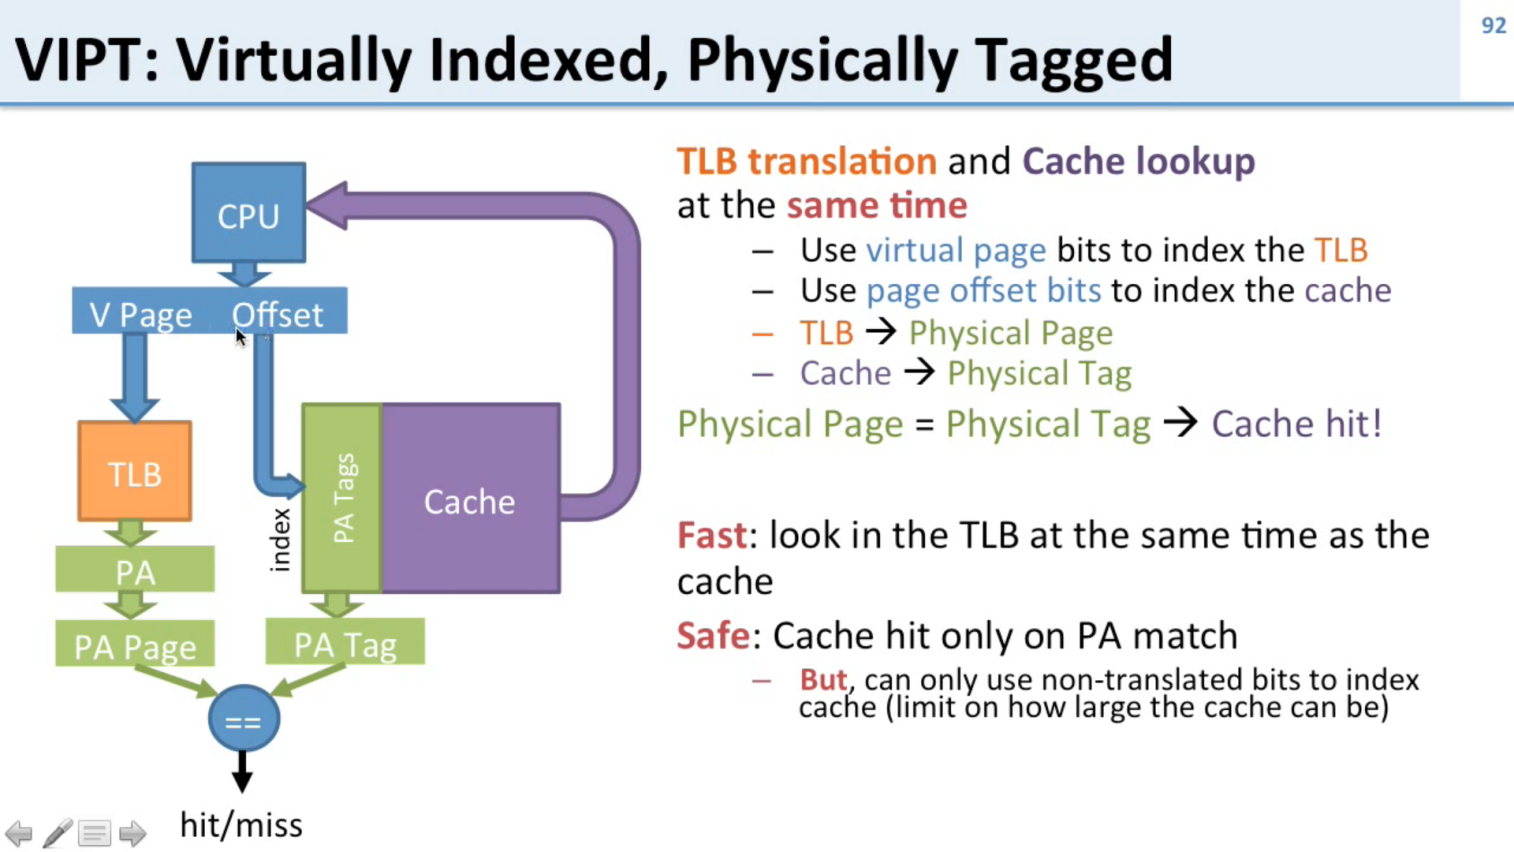 VIPT: Virtually Indexed, Physically Tagged
92
CPU
V Page Offset
TLB
index
PA Tags
Cache
PA
PA Page
PA Tag
==
hit/miss
TLB translation and Cache lookup
at the same time
– Use virtual page bits to index the TLB
– Use page offset bits to index the cache
– TLB → Physical Page
– Cache → Physical Tag
Physical Page = Physical Tag → Cache hit!
Fast: look in the TLB at the same time as the
cache
Safe: Cache hit only on PA match
– But, can only use non-translated bits to index
cache (limit on how large the cache can be)